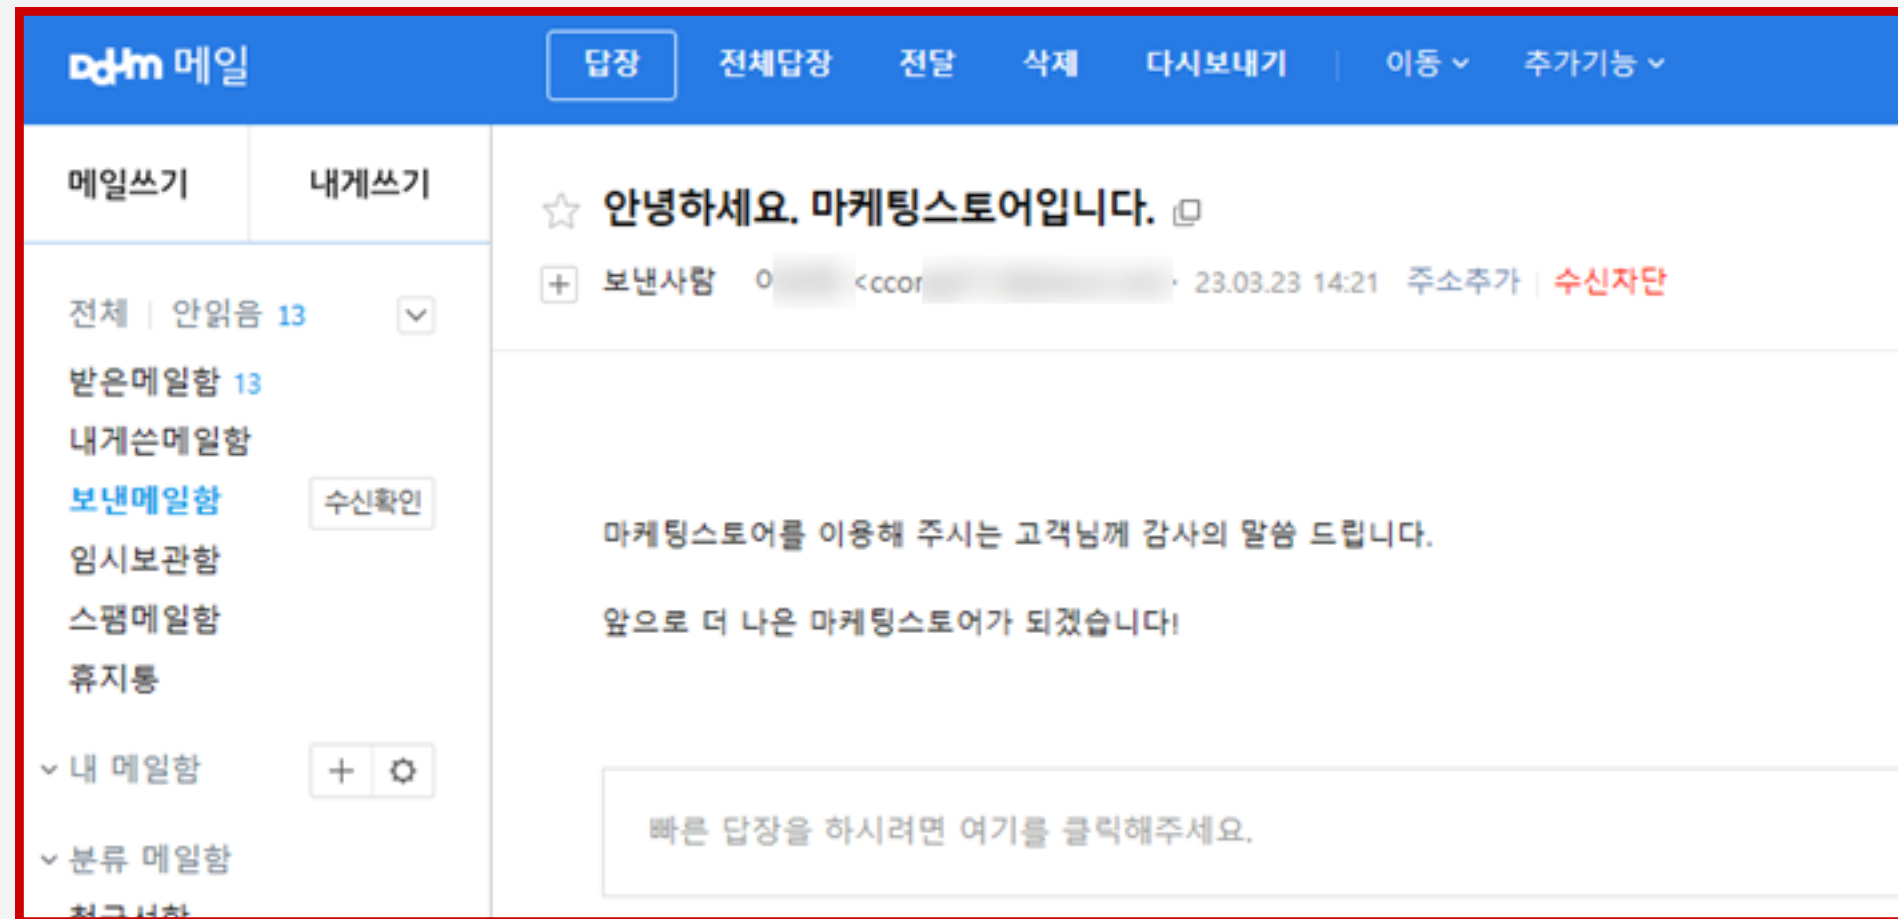 Daum 메일
답장 전체답장 전달 삭제 다시보내기 이동 추가기능
메일쓰기 내게쓰기
전체 안읽음 13
받은메일함 13
내게쓴메일함
보낸메일함 수신확인
임시보관함
스팸메일함
휴지통
내 메일함
분류 메일함
안녕하세요. 마케팅스토어입니다.
보낸사람 이 <ccor 23.03.23 14:21 주소추가 수신차단
마케팅스토어를 이용해 주시는 고객님께 감사의 말씀 드립니다.
앞으로 더 나은 마케팅스토어가 되겠습니다!
빠른 답장을 하시려면 여기를 클릭해주세요.